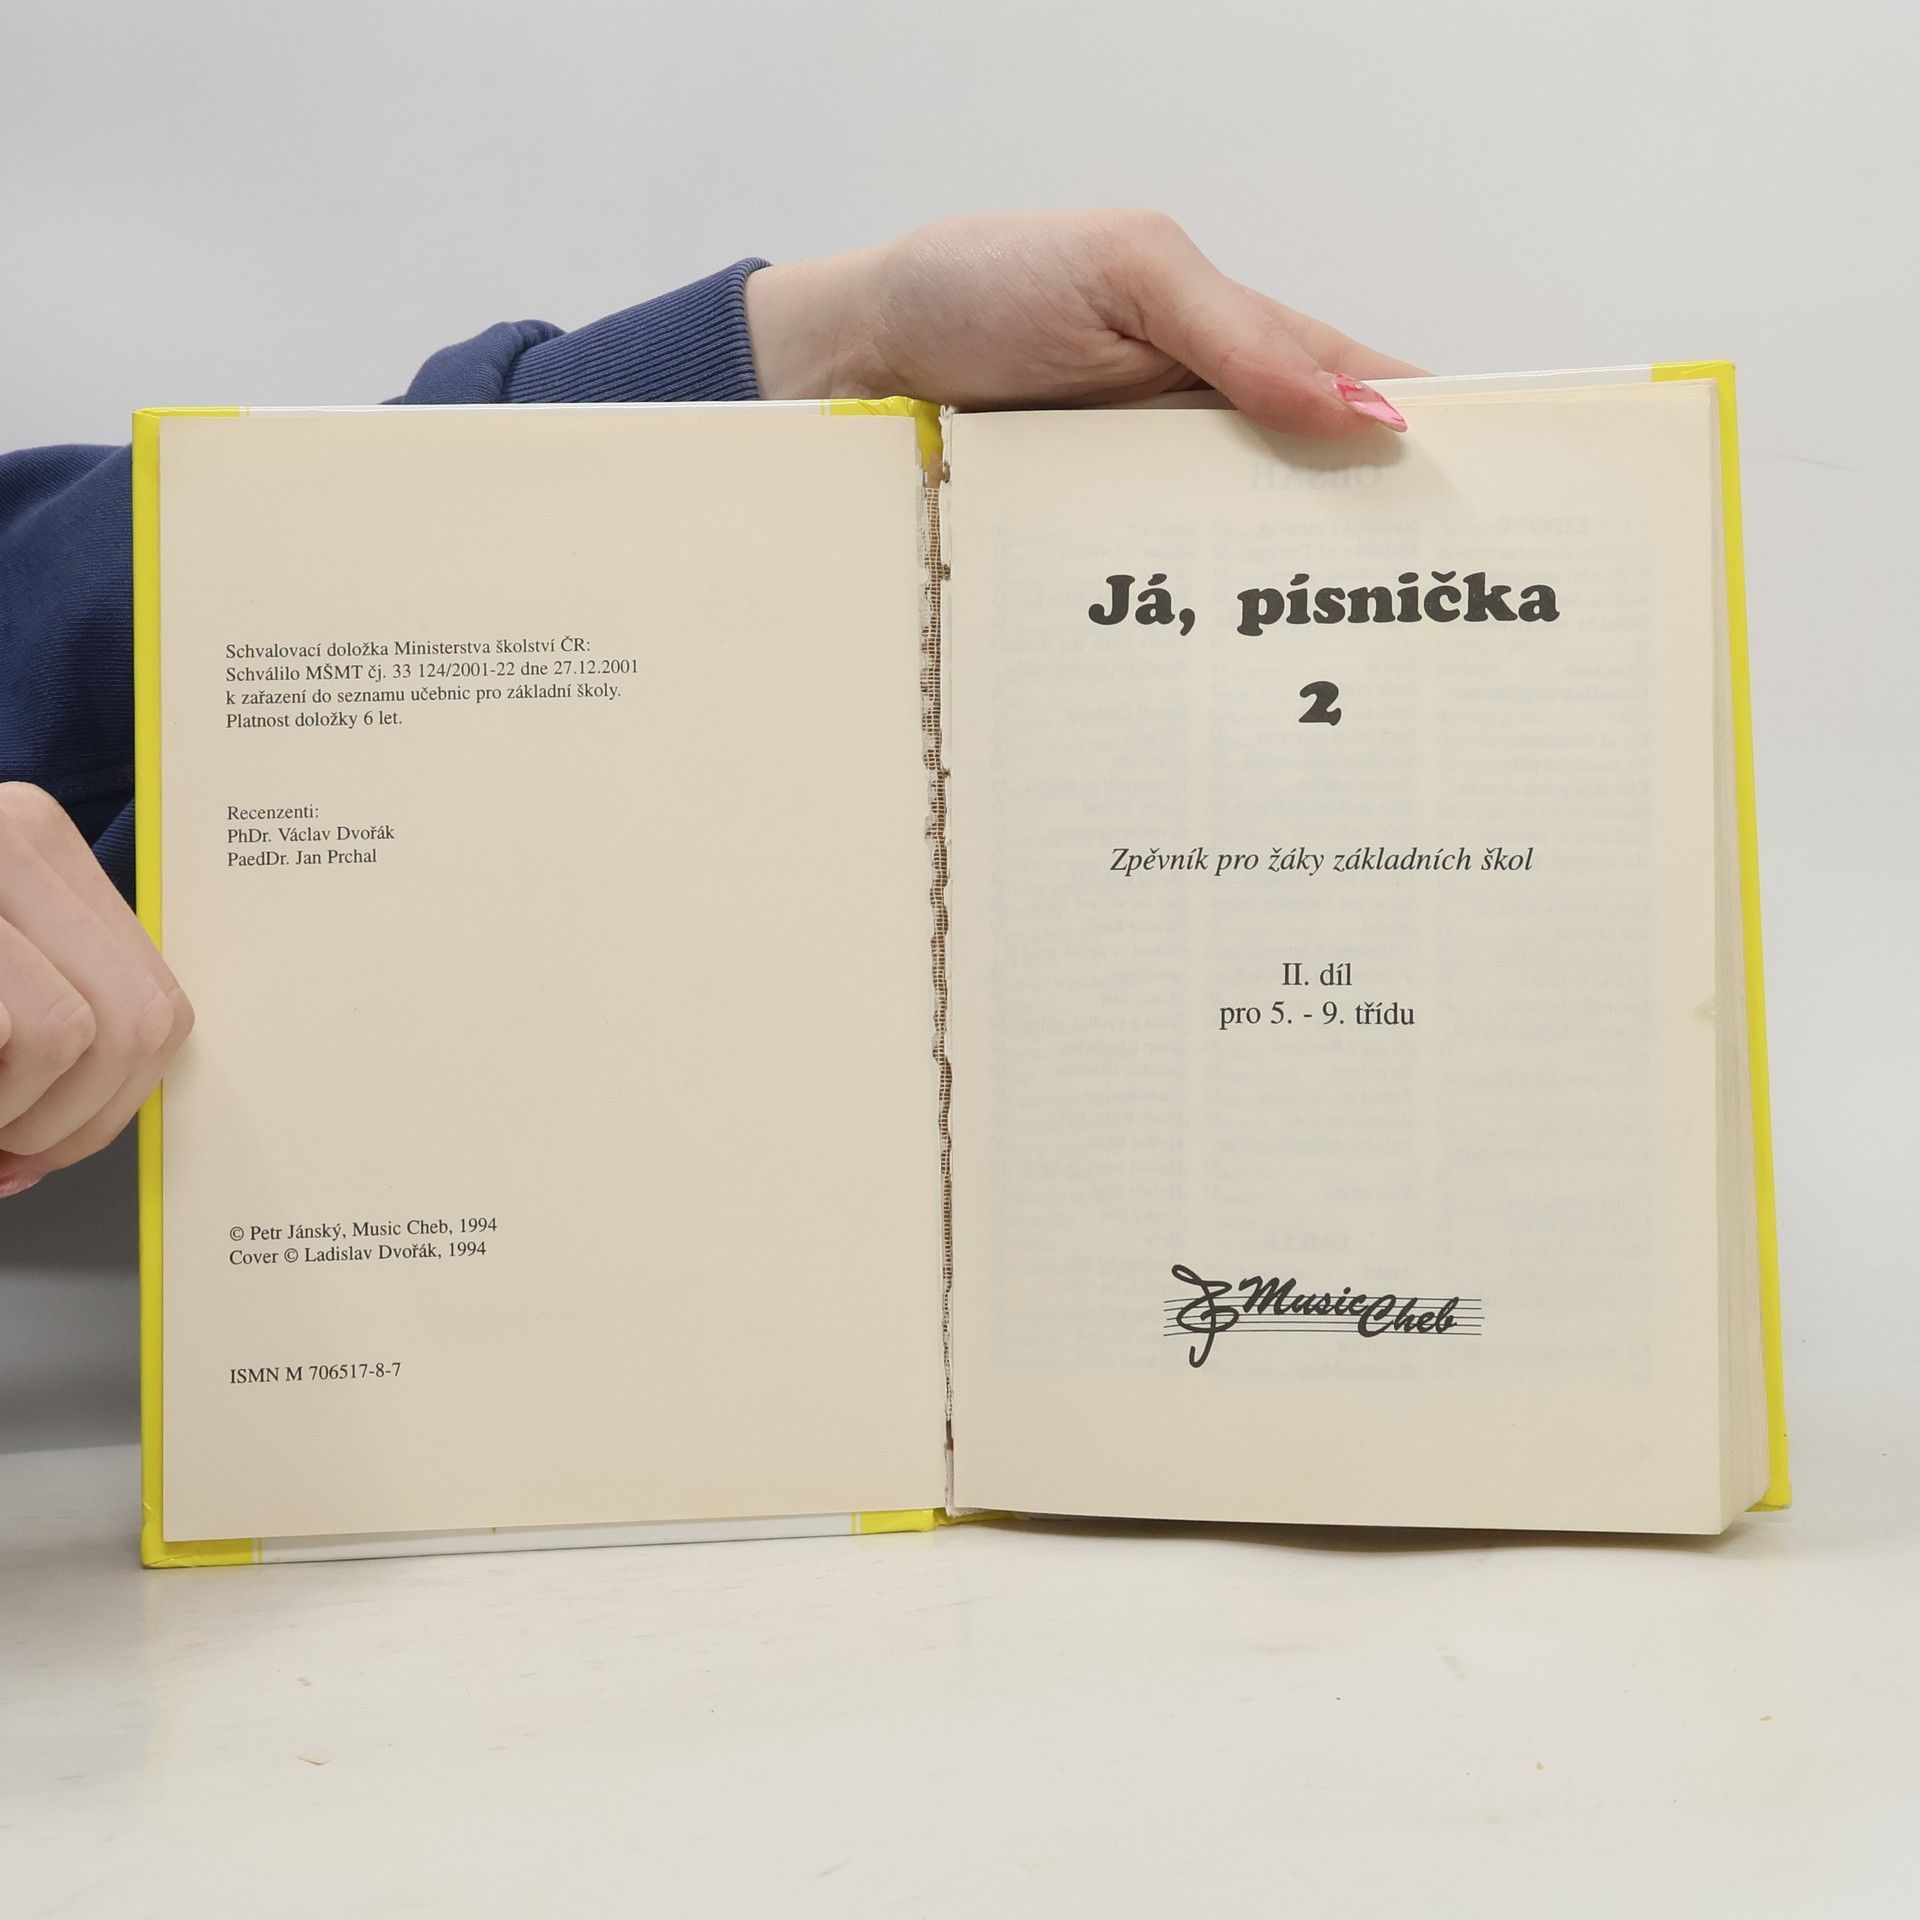 Schvalovací doložka Ministerstva školství ČR:
Schválilo MŠMT čj. 33 124/2001-22 dne 27.12.2001
k zařazení do seznamu učebnic pro základní školy.
Platnost doložky 6 let.
Recenzenti:
PhDr. Václav Dvořák
PaedDr. Jan Prchal
© Petr Jánský, Music Cheb, 1994
Cover © Ladislav Dvořák, 1994
ISMN M 706517-8-7
Já, písnička
2
Zpěvník pro žáky základních škol
II. díl
pro 5. - 9. třídu
Music Cheb